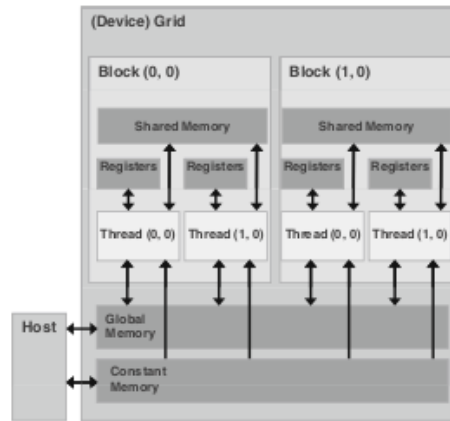 (Device) Grid
Block (0, 0)
Block (1, 0)
Shared Memory
Shared Memory
Registers
Registers
Registers
Registers
Thread (0, 0)
Thread (1, 0)
Thread (0, 0)
Thread (1, 0)
Host
Global
Memory
Constant
Memory